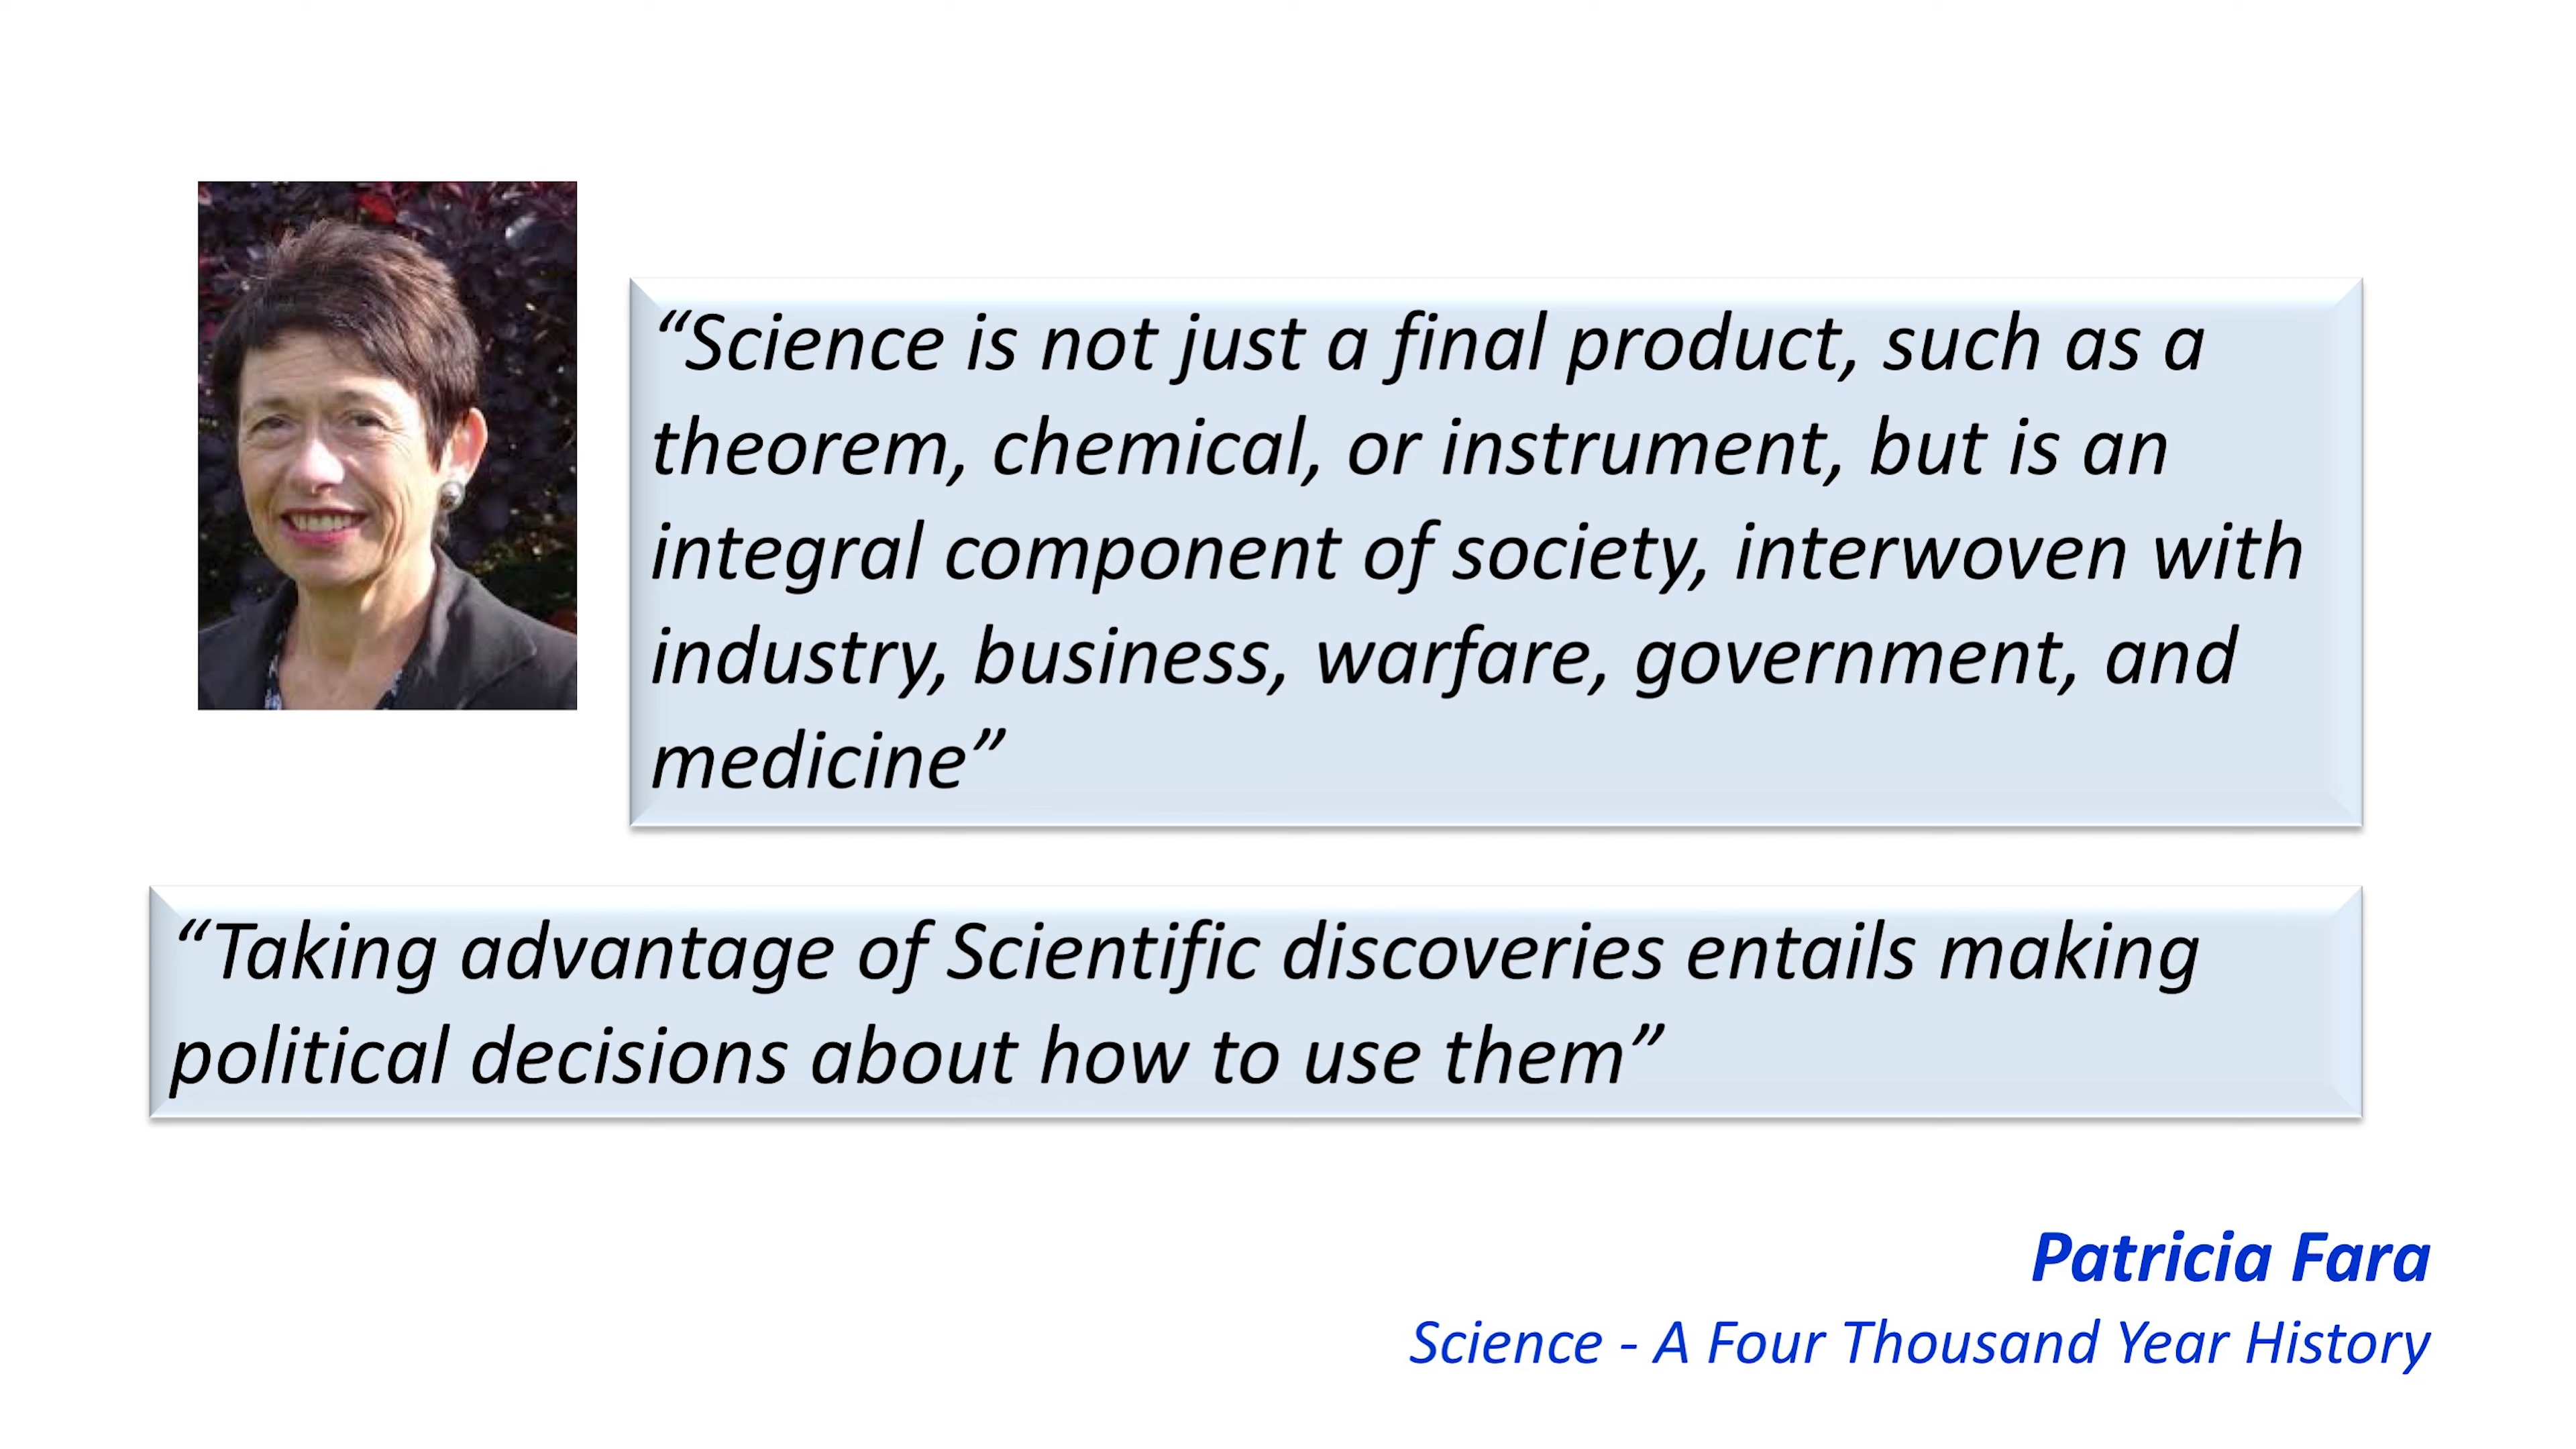 “Science is not just a final product, such as a
theorem, chemical, or instrument, but is an
integral component of society, interwoven with
industry, business, warfare, government, and
medicine”
“Taking advantage of Scientific discoveries entails making
political decisions about how to use them”
Patricia Fara
Science - A Four Thousand Year History